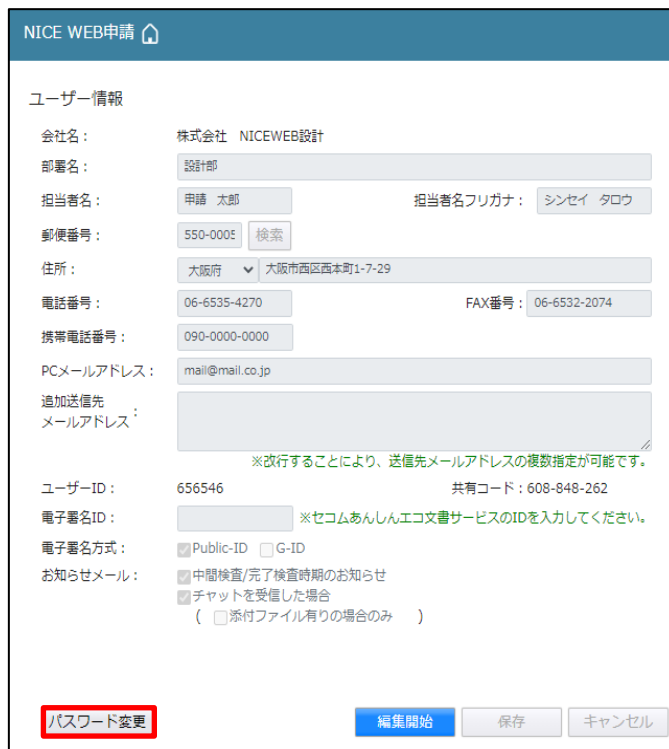 NICE WEB申請
ユーザー情報
会社名： 株式会社　NICEWEB設計
部署名： 設計部
担当者名： 申請　太郎 担当者名フリガナ： シンセイ　タロウ
郵便番号： 550-0005 検索
住所： 大阪府 大阪市西区西本町1-7-29
電話番号： 06-6535-4270 FAX番号： 06-6532-2074
携帯電話番号： 090-0000-0000
PCメールアドレス： mail@mail.co.jp
追加送信先
メールアドレス：
※改行することにより、送信先メールアドレスの複数指定が可能です。
ユーザーID： 656546 共有コード：608-848-262
電子署名ID： ※セコムあんしんエコ文書サービスのIDを入力してください。
電子署名方式： Public-ID G-ID
お知らせメール： 中間検査/完了検査時期のお知らせ
チャットを受信した場合
( 添付ファイル有りの場合のみ )
パスワード変更 編集開始 保存 キャンセル